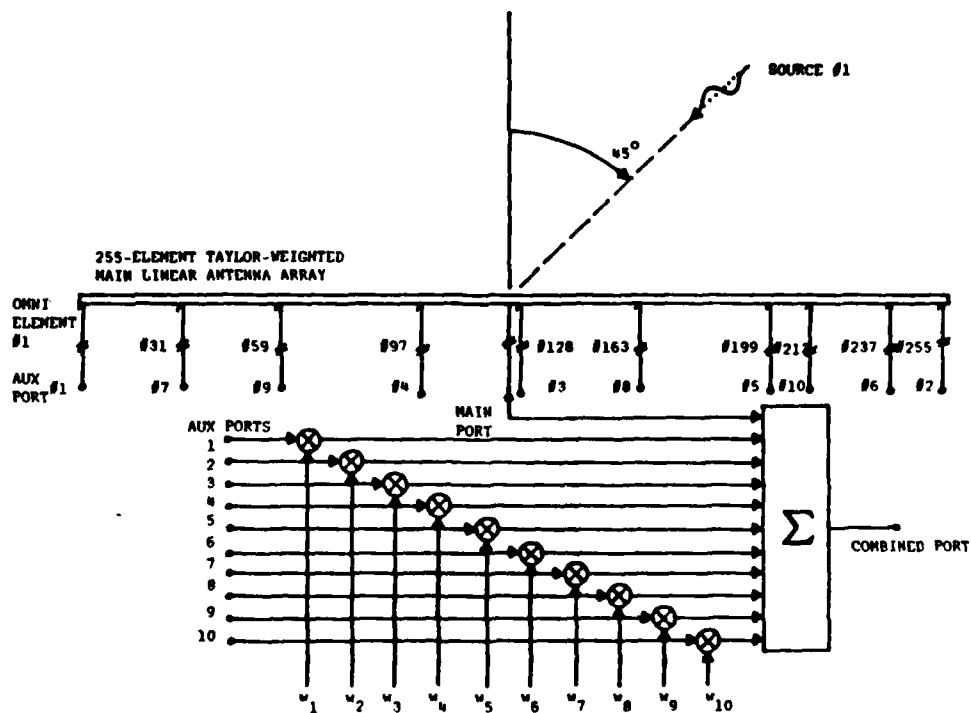 SOURCE #1
45°
255-ELEMENT TAYLOR-WEIGHTED
MAIN LINEAR ANTENNA ARRAY
OMNI
ELEMENT
#1 #31 #59 #97 #128 #163 #199 #217 #237 #255
AUX
PORT #1 #7 #9 #4 #3 #8 #5 #10 #6 #2
MAIN
PORT
AUX PORTS
1
2
3
4
5
6
7
8
9
10
Σ
COMBINED PORT
w1 w2 w3 w4 w5 w6 w7 w8 w9 w10